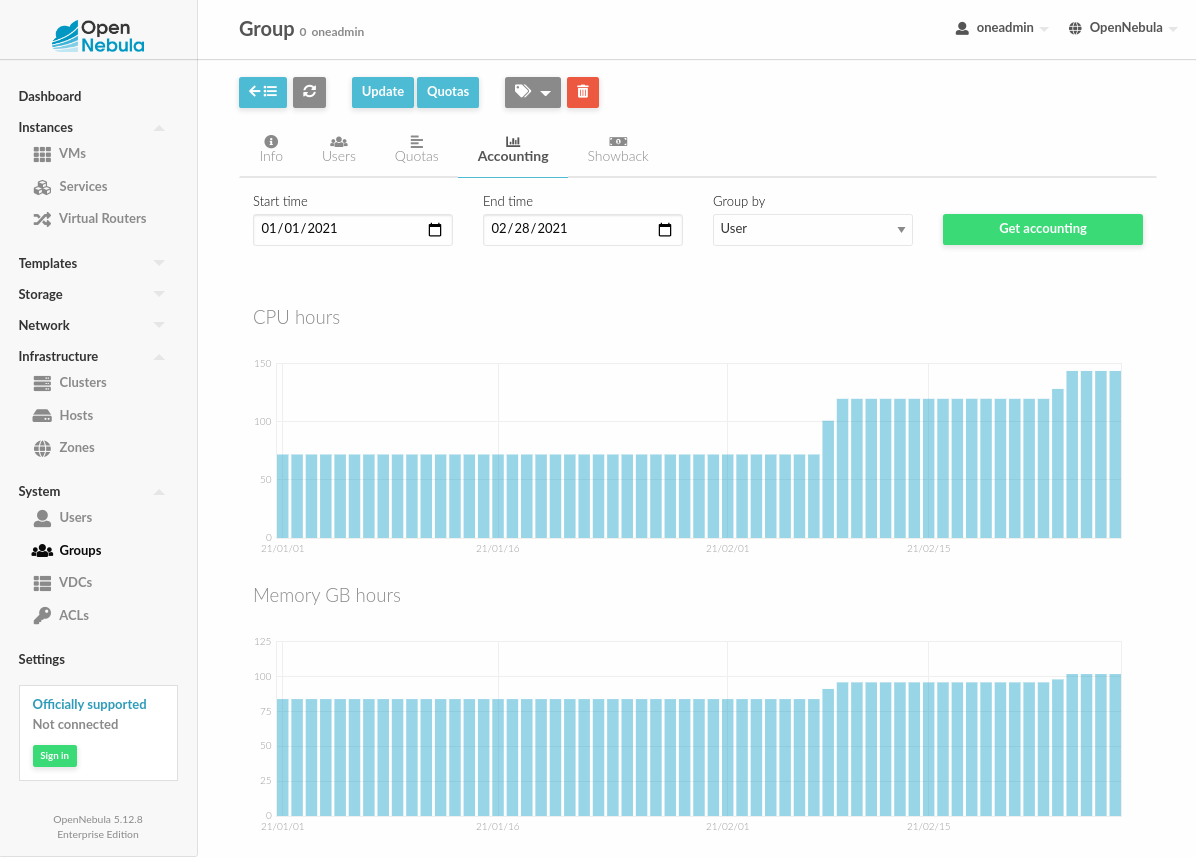 Open
Nebula
Group 0 oneadmin
oneadmin
OpenNebula
Dashboard
Instances
VMs
Services
Virtual Routers
Templates
Storage
Network
Infrastructure
Clusters
Hosts
Zones
System
Users
Groups
VDCs
ACLs
Settings
Officially supported
Not connected
Sign in
OpenNebula 5.12.8
Enterprise Edition
Update
Quotas
Info
Users
Quotas
Accounting
Showback
Start time
End time
Group by
01/01/2021
02/28/2021
User
Get accounting
CPU hours
150
100
50
0
21/01/01
21/01/16
21/02/01
21/02/15
Memory GB hours
125
100
75
50
25
0
21/01/01
21/01/16
21/02/01
21/02/15